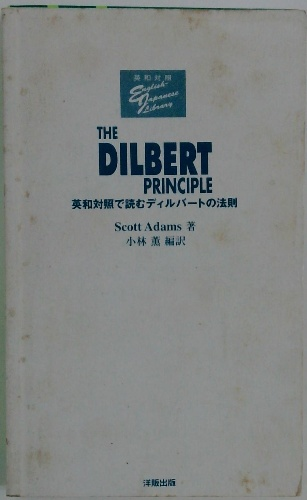 英和対照
English-
Japanese
Library
THE
DILBERT
PRINCIPLE
英和対照で読むディルバートの法則
Scott Adams 著
小林 薫 編訳
洋販出版